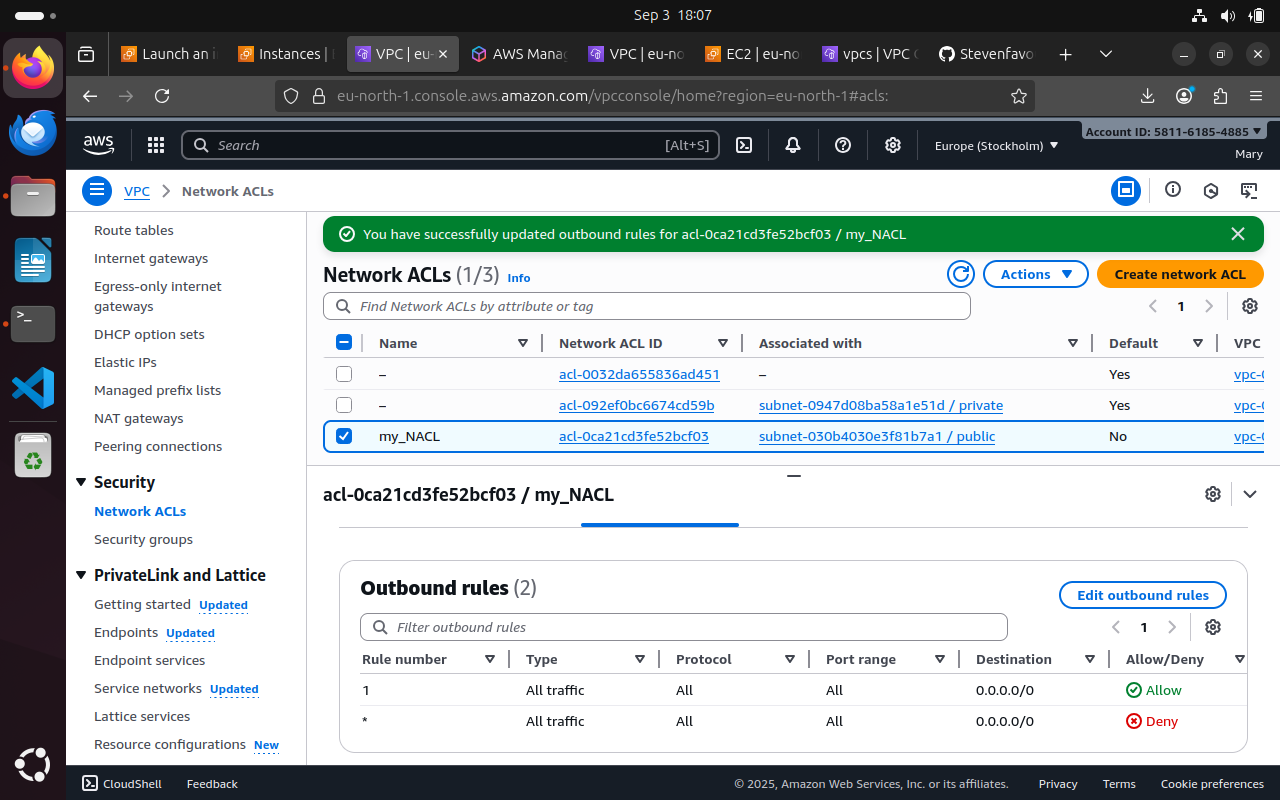 Sep 3 18:07
Launch an i
Instances |
VPC | eu-
AWS Manag
VPC | eu-no
EC2 | eu-no
vpcs | VPC C
Stevenfavo
eu-north-1.console.aws.amazon.com/vpcconsole/home?region=eu-north-1#acls:
aws
Search
[Alt+S]
Europe (Stockholm)
Account ID: 5811-6185-4885
Mary
VPC
Network ACLs
Route tables
Internet gateways
Egress-only internet
gateways
DHCP option sets
Elastic IPs
Managed prefix lists
NAT gateways
Peering connections
Security
Network ACLs
Security groups
PrivateLink and Lattice
Getting started Updated
Endpoints Updated
Endpoint services
Service networks Updated
Lattice services
Resource configurations New
You have successfully updated outbound rules for acl-0ca21cd3fe52bcf03 / my_NACL
Network ACLs (1/3) Info
Actions
Create network ACL
Find Network ACLs by attribute or tag
1
Name Network ACL ID Associated with Default VPC
– acl-0032da655836ad451 – Yes vpc-0
– acl-092ef0bc6674cd59b subnet-0947d08ba58a1e51d / private Yes vpc-0
my_NACL acl-0ca21cd3fe52bcf03 subnet-030b4030e3f81b7a1 / public No vpc-0
acl-0ca21cd3fe52bcf03 / my_NACL
Outbound rules (2)
Edit outbound rules
Filter outbound rules
1
Rule number Type Protocol Port range Destination Allow/Deny
1 All traffic All All 0.0.0.0/0 Allow
* All traffic All All 0.0.0.0/0 Deny
CloudShell Feedback © 2025, Amazon Web Services, Inc. or its affiliates. Privacy Terms Cookie preferences